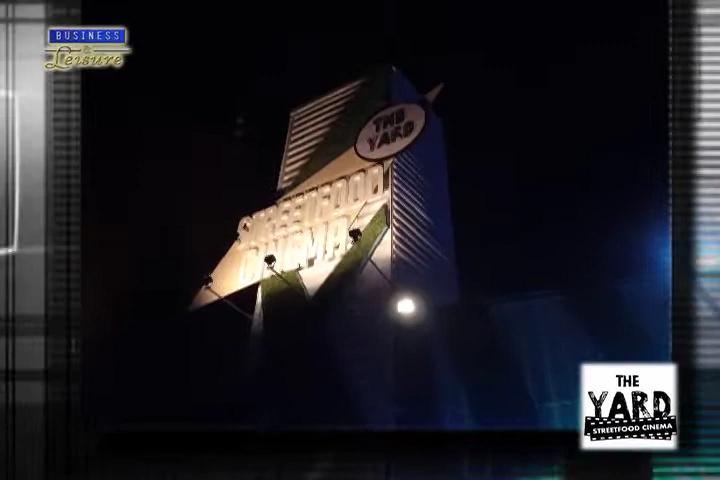 BUSINESS
&
Leisure
THE
YARD
STREETFOOD
CINEMA
THE
YARD
STREETFOOD CINEMA